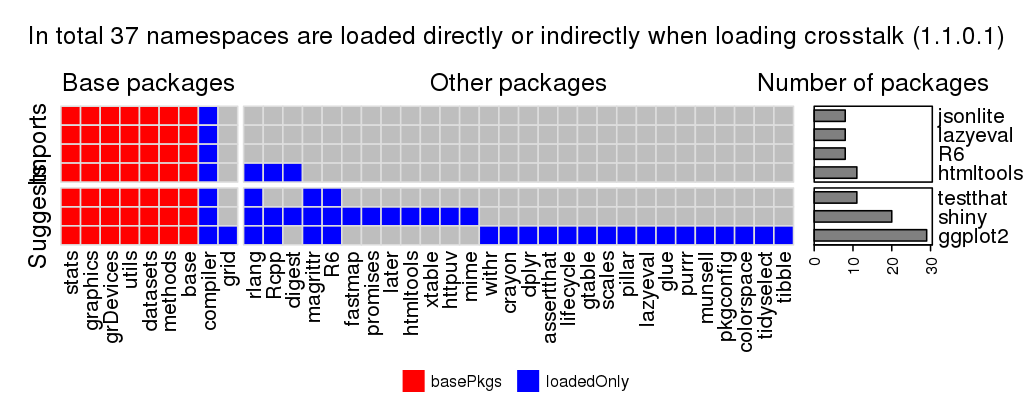 In total 37 namespaces are loaded directly or indirectly when loading crosstalk (1.1.0.1)
Base packages
Other packages
Number of packages
Imports
Suggests
jsonlite
lazyeval
R6
htmltools
testthat
shiny
ggplot2
0
10
20
30
stats
graphics
grDevices
utils
datasets
methods
base
compiler
grid
rlang
Rcpp
digest
magrittr
R6
fastmap
promises
later
htmltools
xtable
httpuv
mime
withr
crayon
dplyr
assertthat
lifecycle
gtable
scales
pillar
lazyeval
glue
purrr
munsell
pkgconfig
colorspace
tidyselect
tibble
basePkgs
loadedOnly